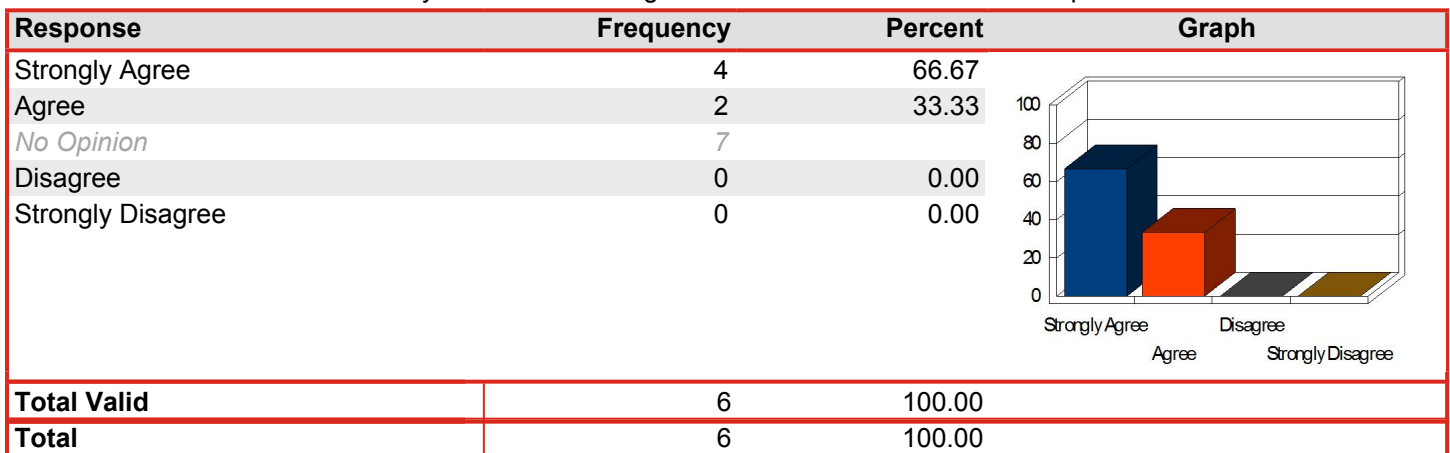 Response Frequency Percent Graph
Strongly Agree 4 66.67
Agree 2 33.33
No Opinion 7
Disagree 0 0.00
Strongly Disagree 0 0.00
100
80
60
40
20
0
Strongly Agree Disagree
Agree Strongly Disagree
Total Valid 6 100.00
Total 6 100.00